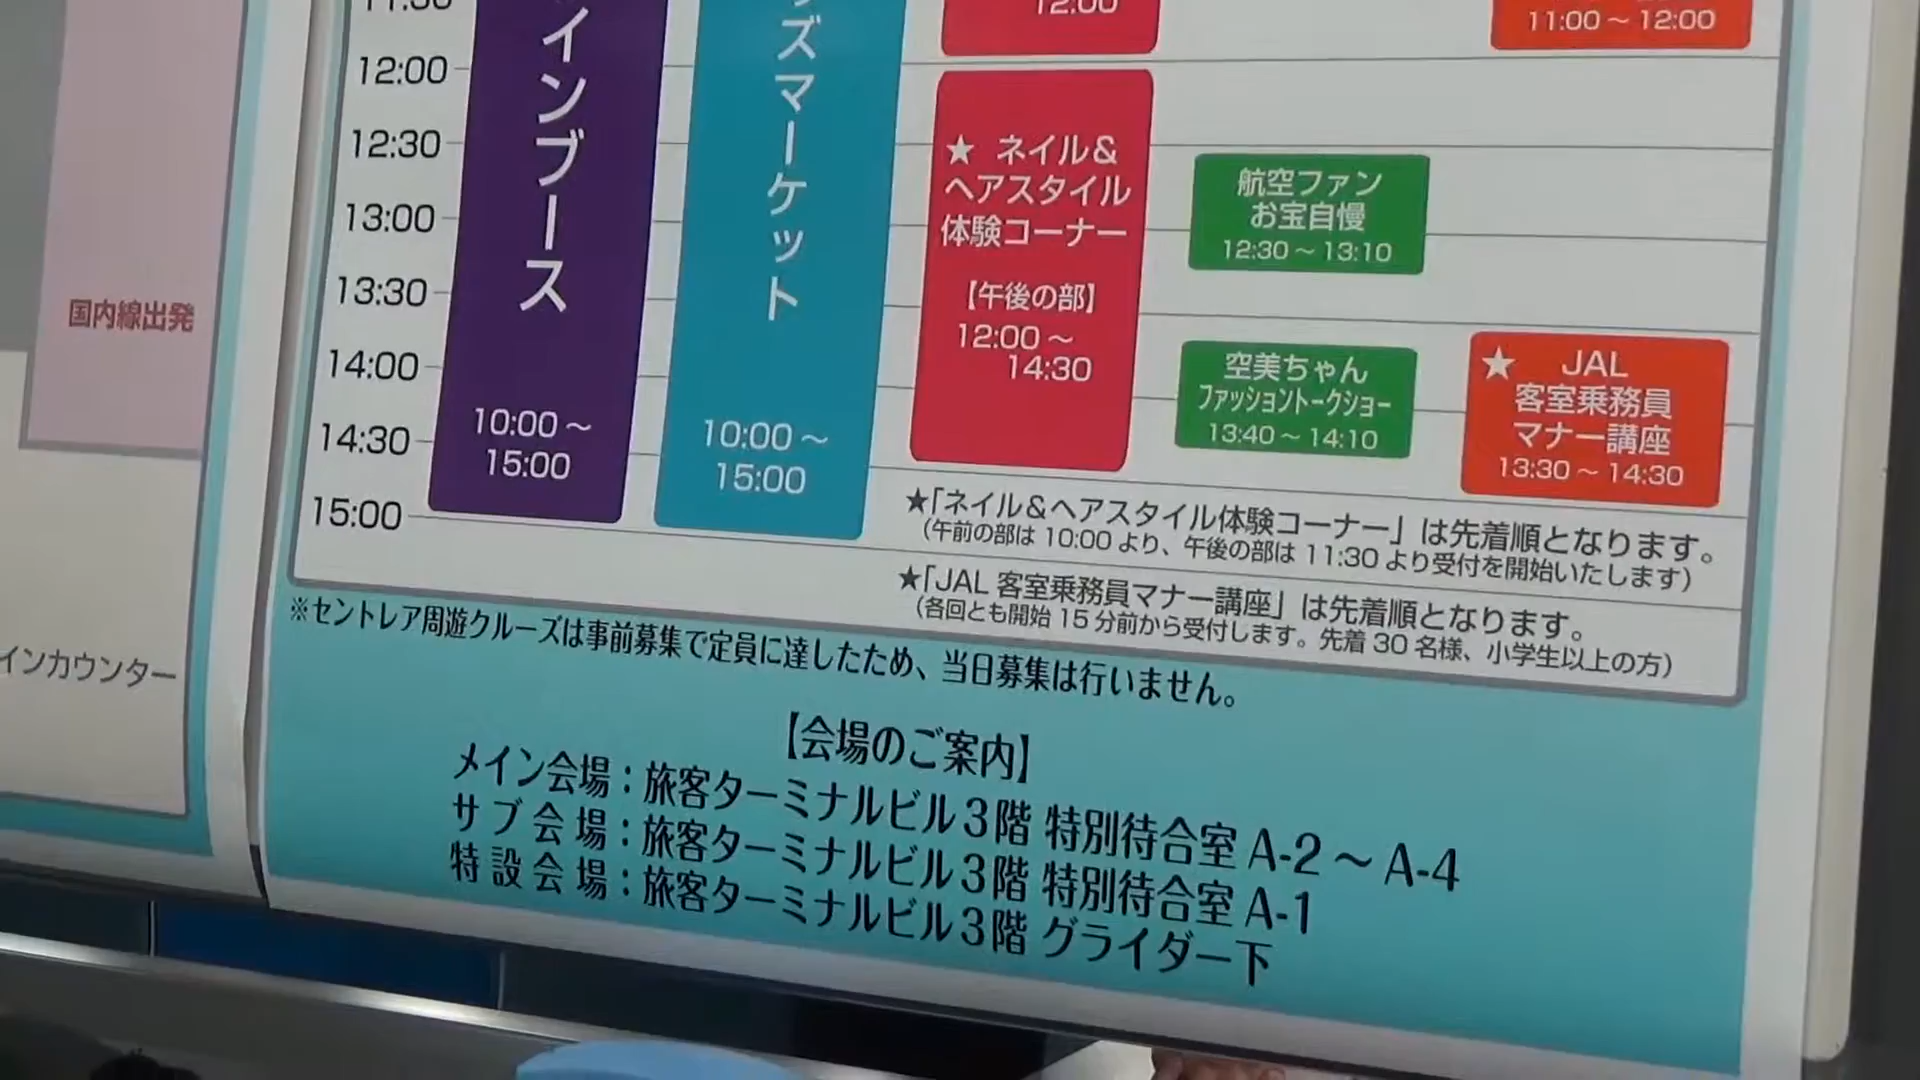 11:30
12:00
12:30
13:00
13:30
14:00
14:30
15:00
インブース
10:00～
15:00
ズマーケット
10:00～
15:00
12:00
★ ネイル＆
ヘアスタイル
体験コーナー
【午後の部】
12:00～
14:30
航空ファン
お宝自慢
12:30～13:10
空美ちゃん
ファッショントークショー
13:40～14:10
11:00～12:00
★ JAL
客室乗務員
マナー講座
13:30～14:30
★「ネイル＆ヘアスタイル体験コーナー」は先着順となります。
（午前の部は 10:00 より、午後の部は 11:30 より受付を開始いたします）
★「JAL 客室乗務員マナー講座」は先着順となります。
（各回とも開始 15 分前から受付します。先着 30 名様、小学生以上の方）
※セントレア周遊クルーズは事前募集で定員に達したため、当日募集は行いません。
【会場のご案内】
メイン会場：旅客ターミナルビル3階 特別待合室 A-2～A-4
サブ会場：旅客ターミナルビル3階 特別待合室 A-1
特設会場：旅客ターミナルビル3階 グライダー下
国内線出発
インカウンター